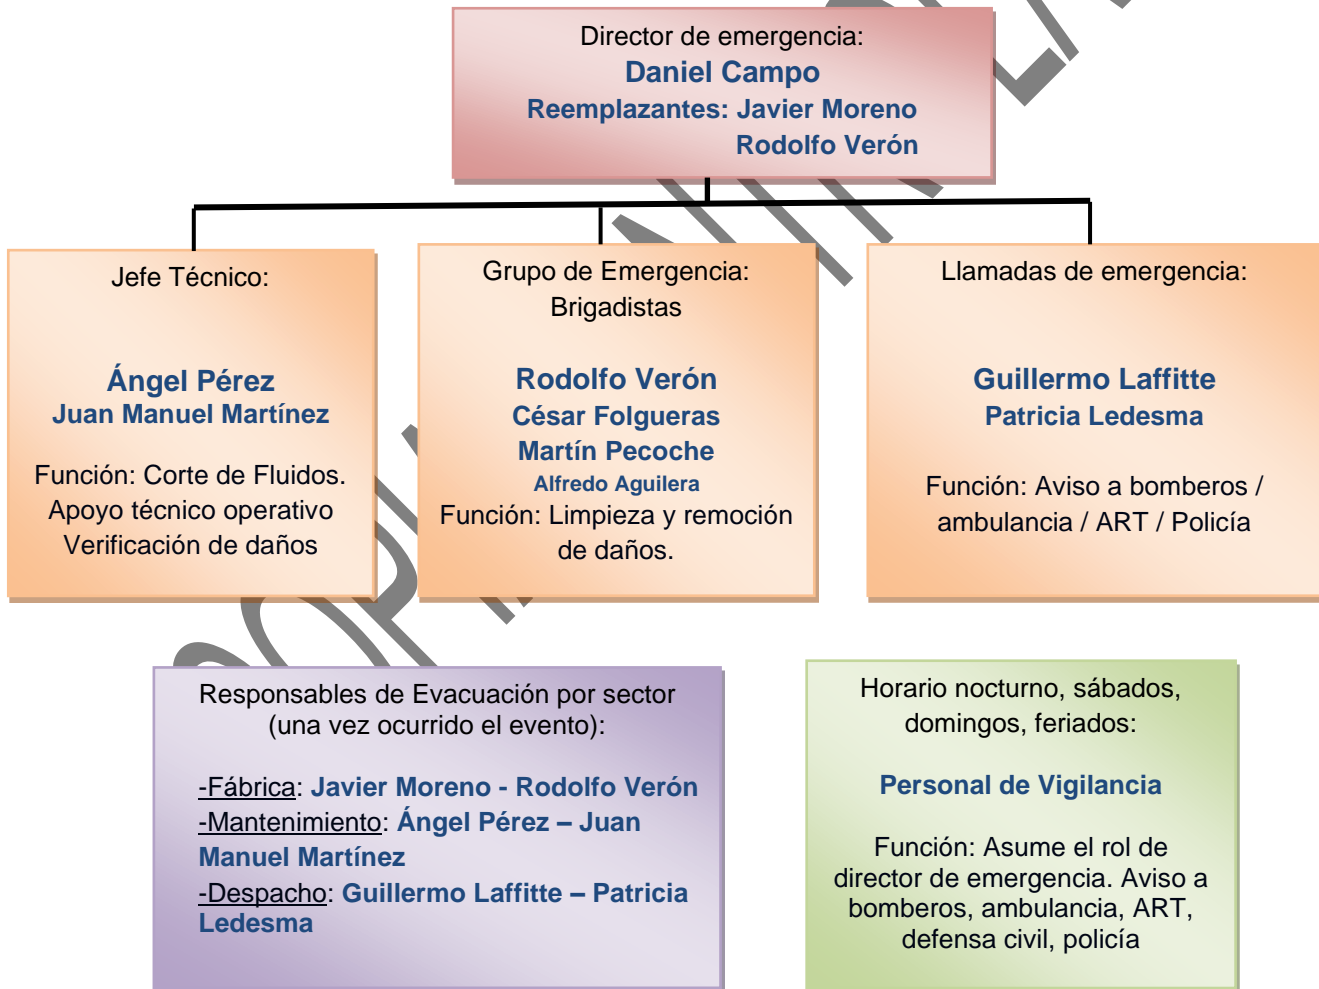 Director de emergencia:
Daniel Campo
Reemplazantes: Javier Moreno
Rodolfo Verón
Jefe Técnico:
Ángel Pérez
Juan Manuel Martínez
Función: Corte de Fluidos.
Apoyo técnico operativo
Verificación de daños
Grupo de Emergencia:
Brigadistas
Rodolfo Verón
César Folgueras
Martín Pecoche
Alfredo Aguilera
Función: Limpieza y remoción
de daños.
Llamadas de emergencia:
Guillermo Laffitte
Patricia Ledesma
Función: Aviso a bomberos /
ambulancia / ART / Policía
Responsables de Evacuación por sector
(una vez ocurrido el evento):
-Fábrica: Javier Moreno - Rodolfo Verón
-Mantenimiento: Ángel Pérez – Juan
Manuel Martínez
-Despacho: Guillermo Laffitte – Patricia
Ledesma
Horario nocturno, sábados,
domingos, feriados:
Personal de Vigilancia
Función: Asume el rol de
director de emergencia. Aviso a
bomberos, ambulancia, ART,
defensa civil, policía